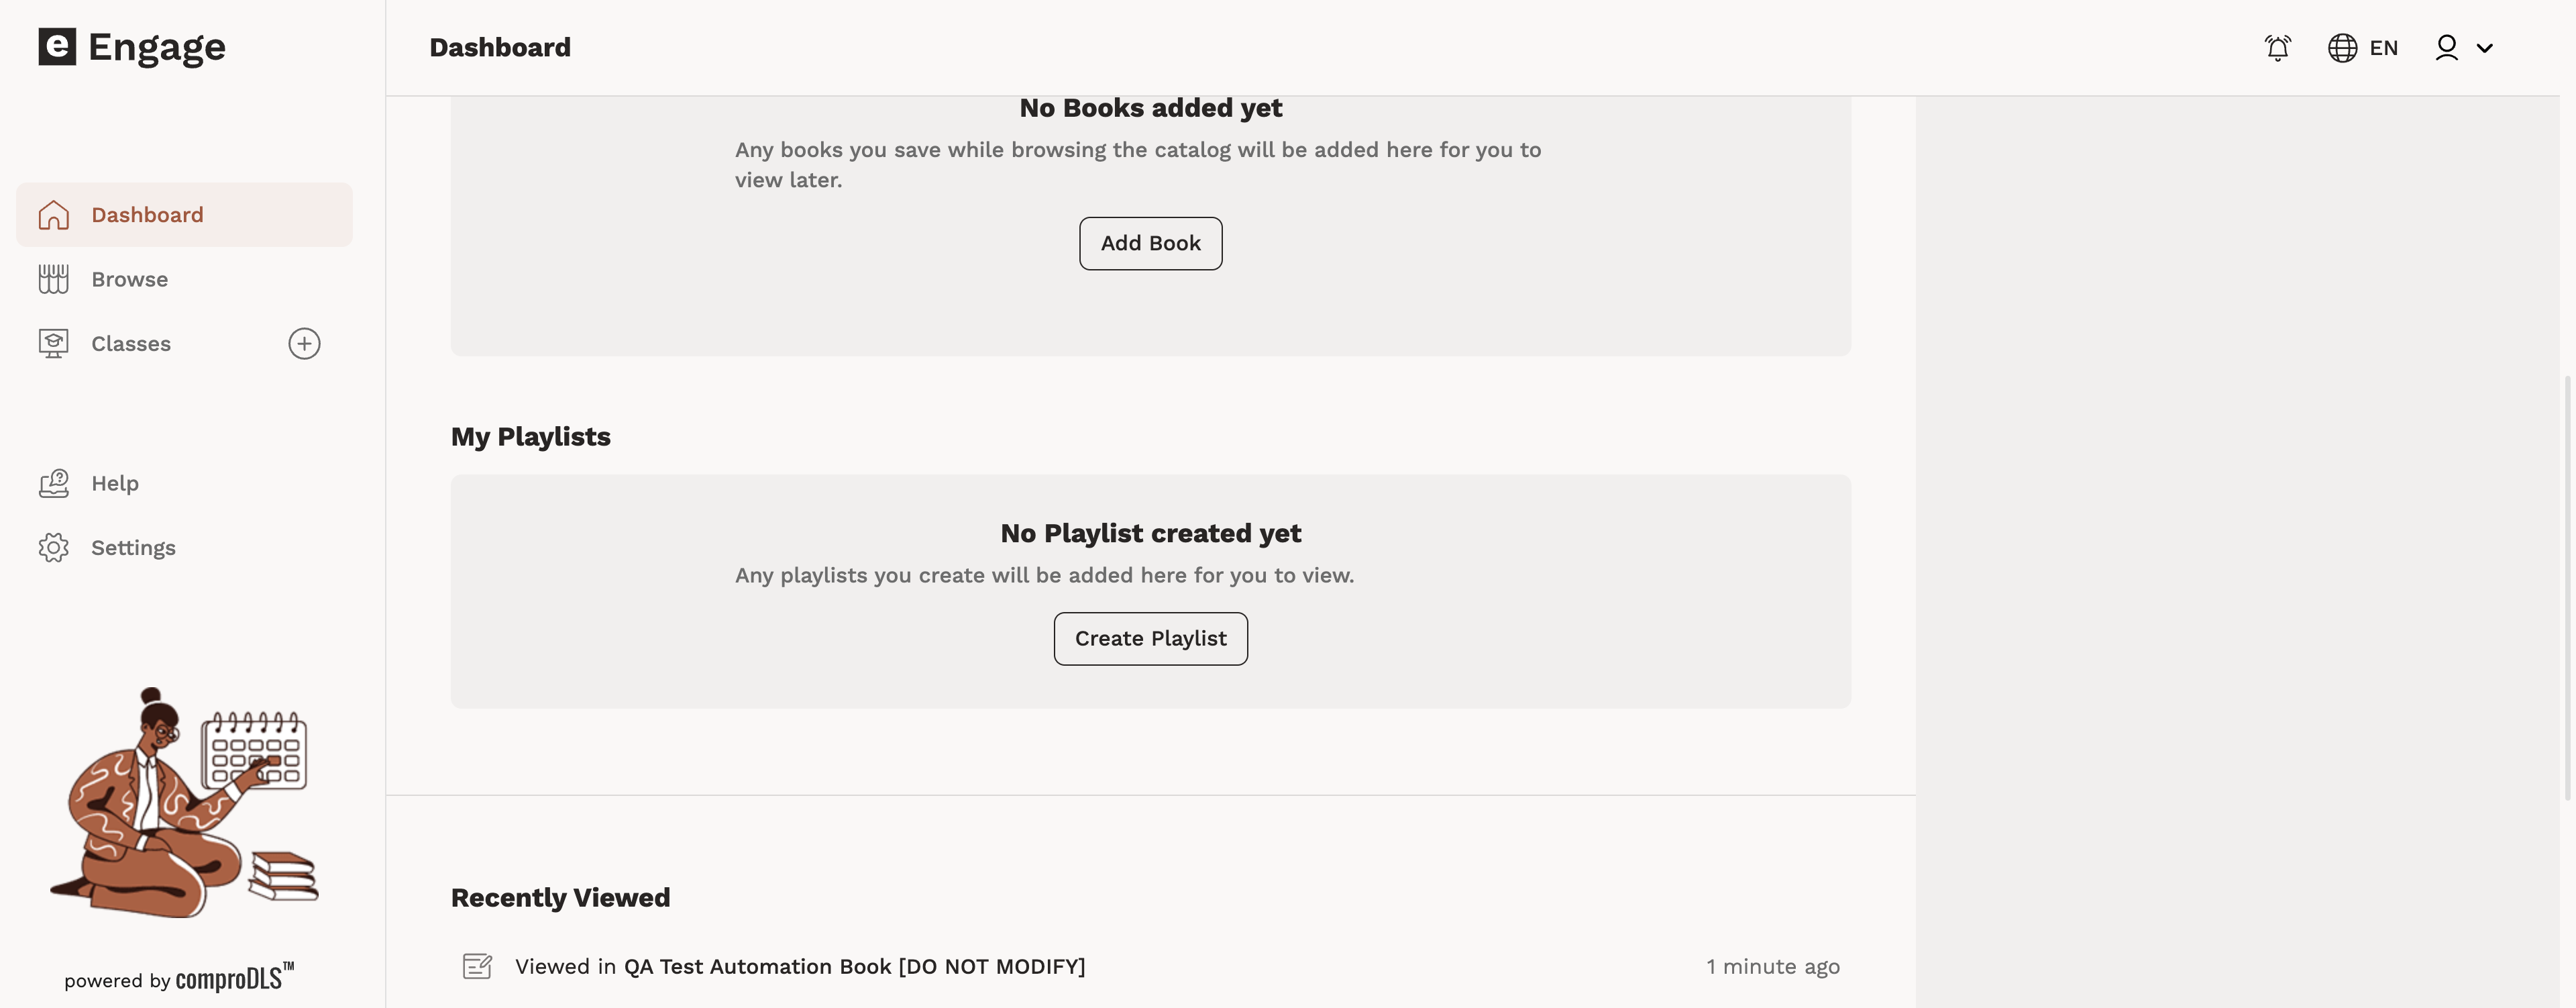 e Engage
Dashboard
EN
Dashboard
Browse
Classes
Help
Settings
powered by comproDLS™
No Books added yet
Any books you save while browsing the catalog will be added here for you to
view later.
Add Book
My Playlists
No Playlist created yet
Any playlists you create will be added here for you to view.
Create Playlist
Recently Viewed
Viewed in QA Test Automation Book [DO NOT MODIFY]
1 minute ago